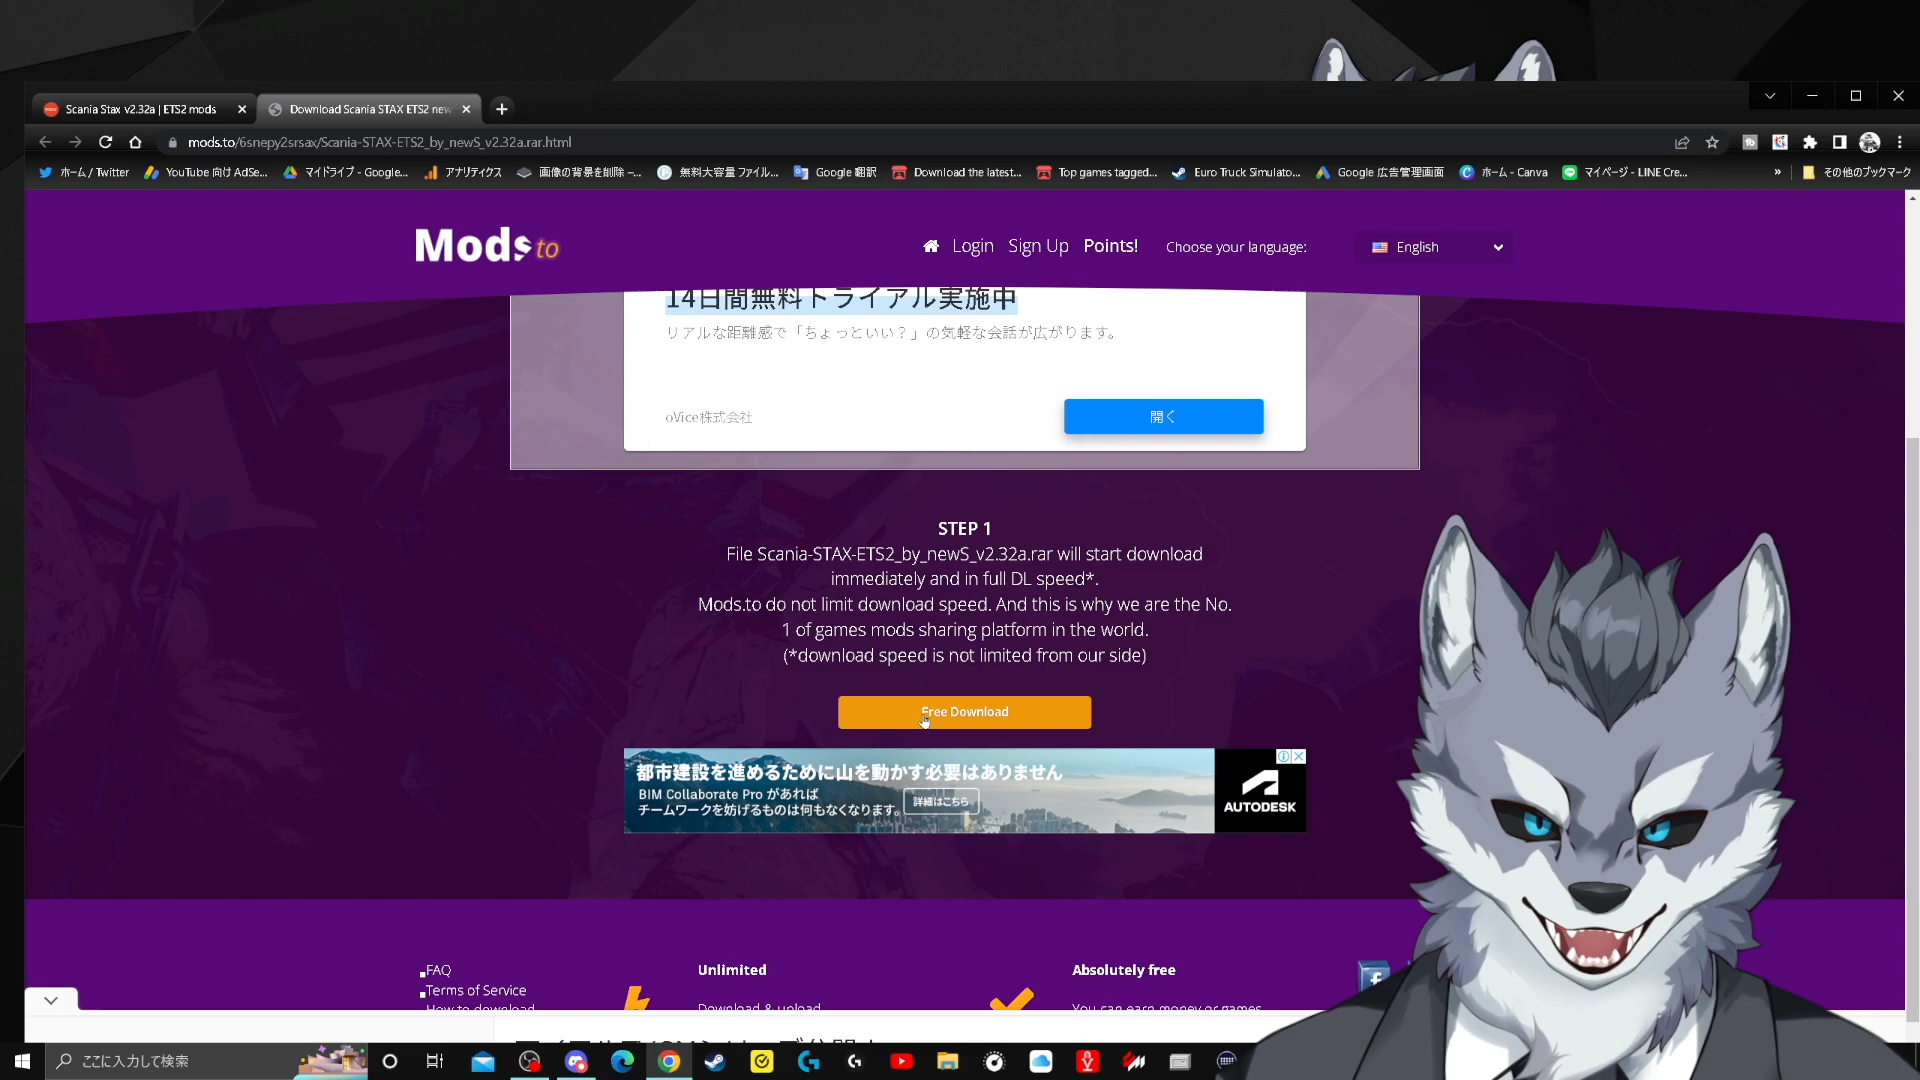 Scania Stax v2.32a | ETS2 mods
Download Scania STAX ETS2 new
mods.to/6snepy2srsax/Scania-STAX-ETS2_by_newS_v2.32a.rar.html
ホーム / Twitter
YouTube 向け AdSe...
マイドライブ - Google...
アナリティクス
画像の背景を削除 –...
無料大容量 ファイル...
Google 翻訳
Download the latest...
Top games tagged...
Euro Truck Simulato...
Google 広告管理画面
ホーム - Canva
マイページ - LINE Cre...
»
その他のブックマーク
Mods to
Login
Sign Up
Points!
Choose your language:
English
14日間無料トライアル実施中
リアルな距離感で「ちょっといい？」の気軽な会話が広がります。
oVice株式会社
開く
STEP 1
File Scania-STAX-ETS2_by_newS_v2.32a.rar will start download
immediately and in full DL speed*.
Mods.to do not limit download speed. And this is why we are the No.
1 of games mods sharing platform in the world.
(*download speed is not limited from our side)
Free Download
都市建設を進めるために山を動かす必要はありません
BIM Collaborate Pro があれば
チームワークを妨げるものは何もなくなります。
詳細はこちら
AUTODESK
FAQ
Terms of Service
How to download
Unlimited
Download & upload
Absolutely free
You can earn money or games
ここに入力して検索